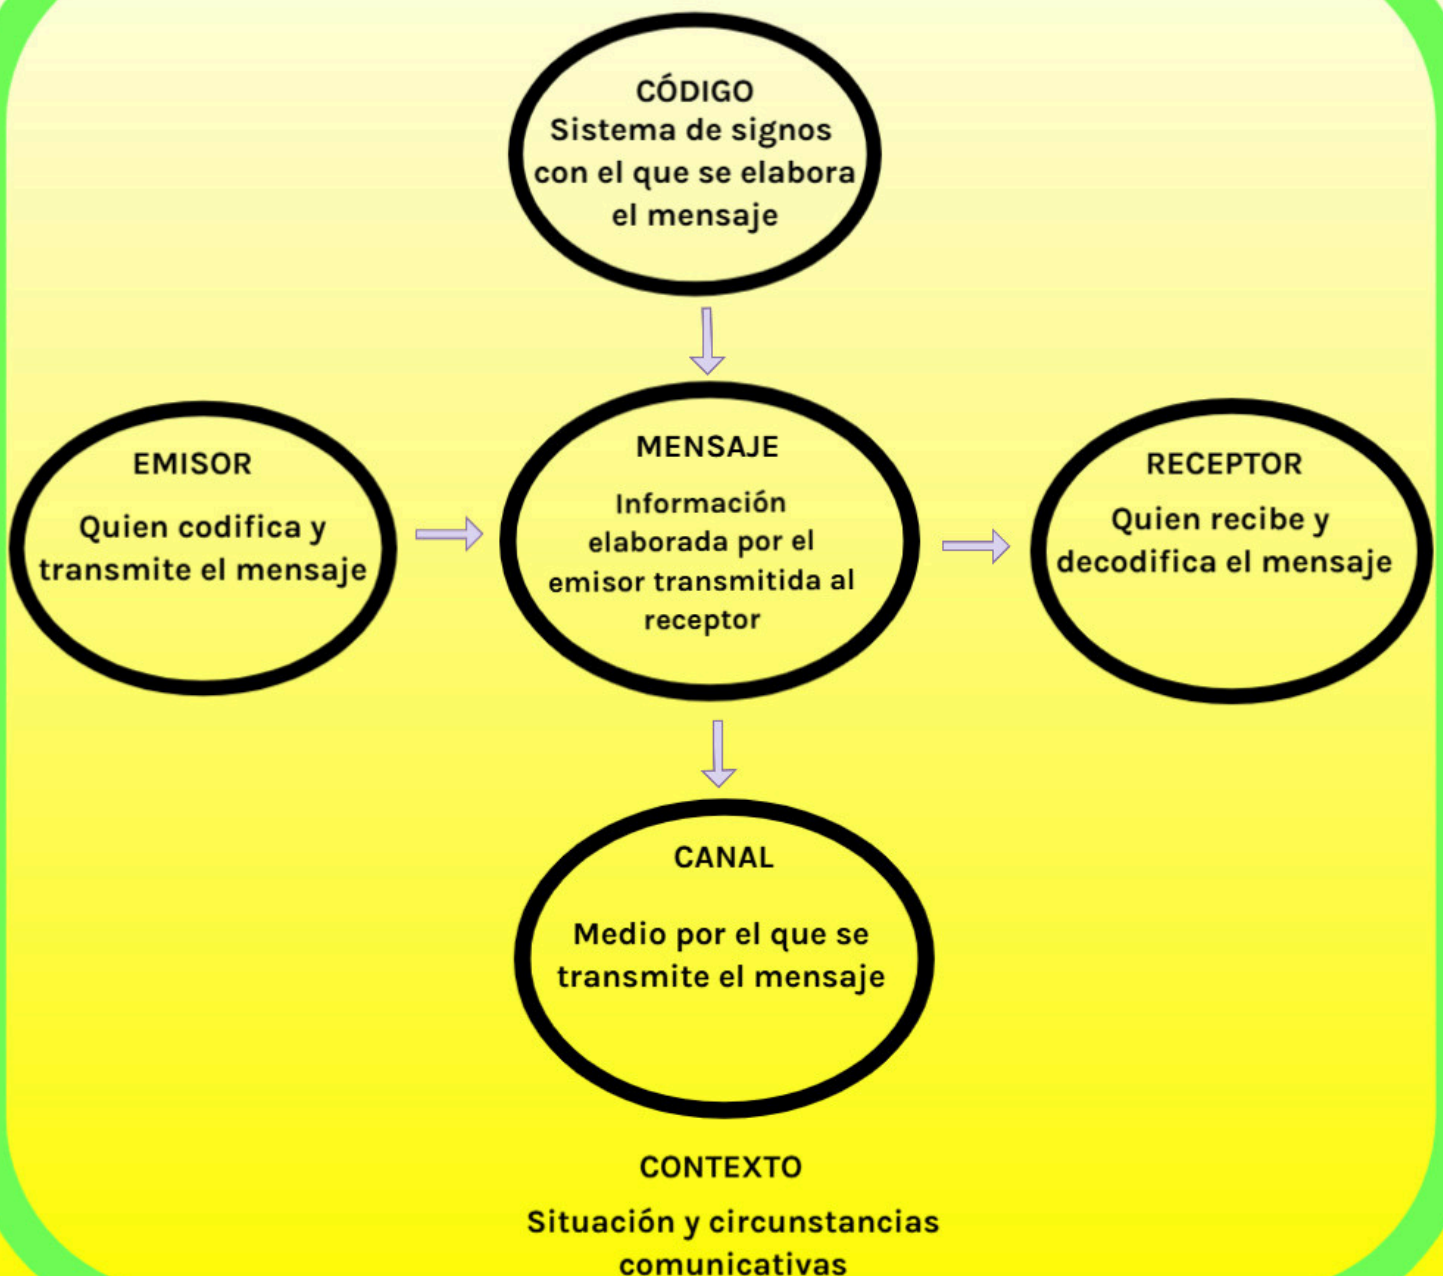 CÓDIGO
Sistema de signos
con el que se elabora
el mensaje
EMISOR
Quien codifica y
transmite el mensaje
MENSAJE
Información
elaborada por el
emisor transmitida al
receptor
RECEPTOR
Quien recibe y
decodifica el mensaje
CANAL
Medio por el que se
transmite el mensaje
CONTEXTO
Situación y circunstancias
comunicativas